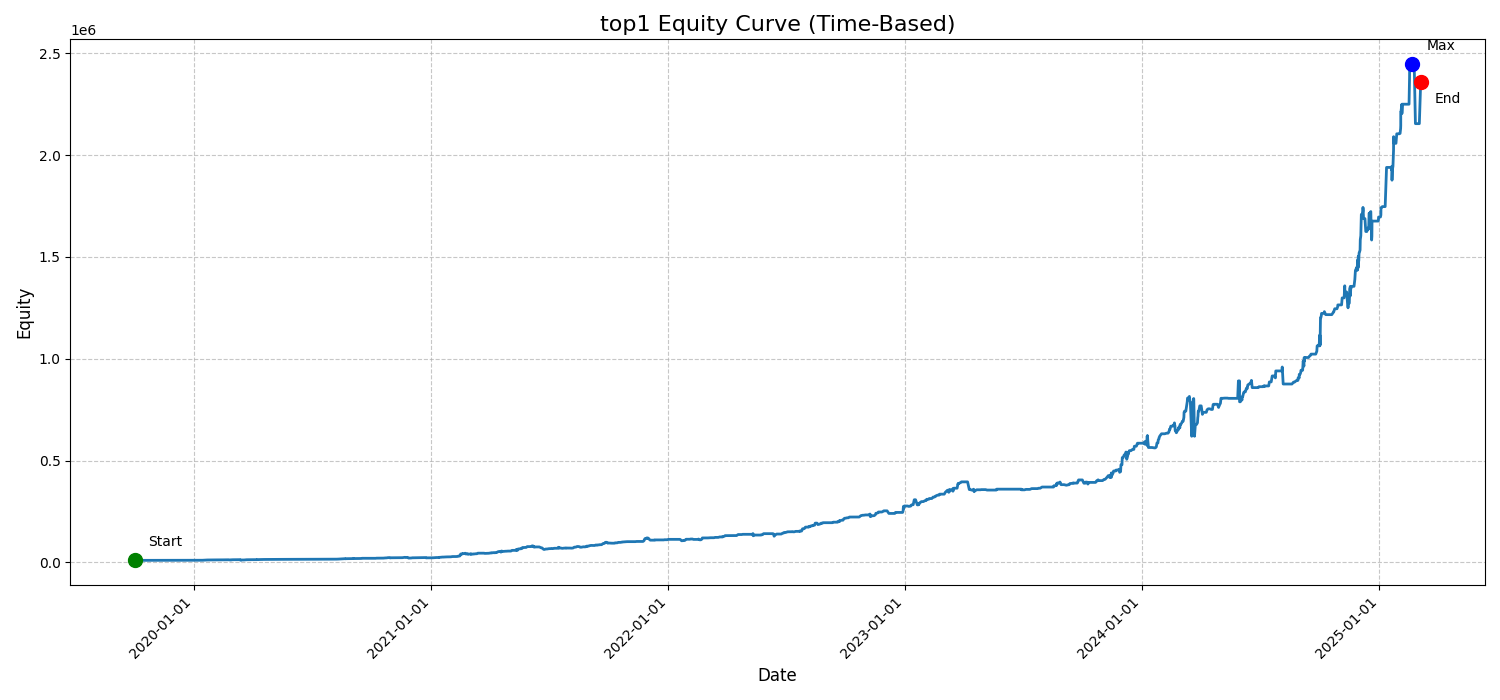 top1 Equity Curve (Time-Based)
1e6
2.5
2.0
1.5
1.0
0.5
0.0
Equity
Start
Max
End
2020-01-01
2021-01-01
2022-01-01
2023-01-01
2024-01-01
2025-01-01
Date